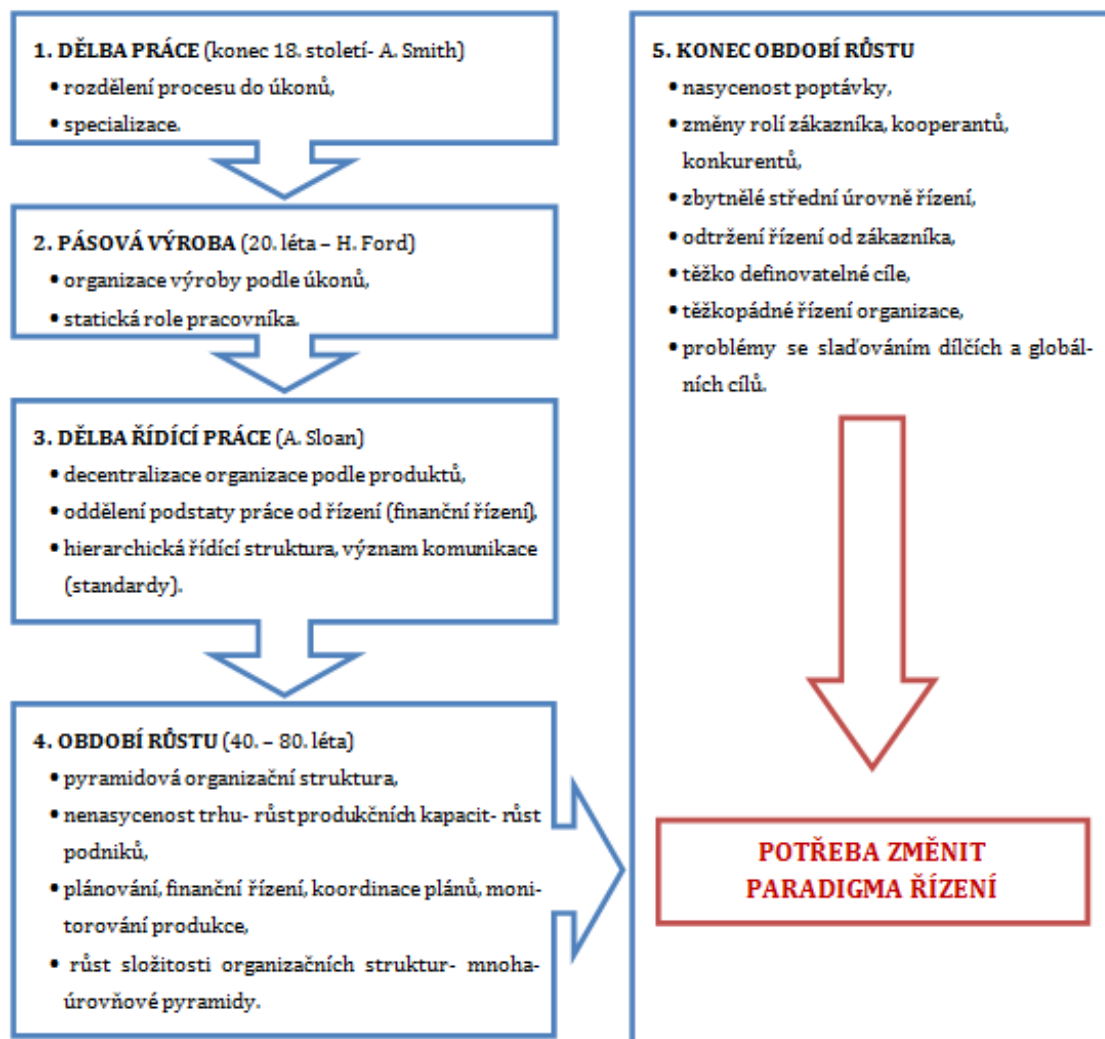 1. DĚLBA PRÁCE (konec 18. století- A. Smith)
• rozdělení procesu do úkonů,
• specializace.
2. PÁSOVÁ VÝROBA (20. léta – H. Ford)
• organizace výroby podle úkonů,
• statická role pracovníka.
3. DĚLBA ŘÍDÍCÍ PRÁCE (A. Sloan)
• decentralizace organizace podle produktů,
• oddělení podstaty práce od řízení (finanční řízení),
• hierarchická řídící struktura, význam komunikace
(standardy).
4. OBDOBÍ RŮSTU (40. – 80. léta)
• pyramidová organizační struktura,
• nenasycenost trhu- růst produkčních kapacit- růst
podniků,
• plánování, finanční řízení, koordinace plánů, moni-
torování produkce,
• růst složitosti organizačních struktur- mnoha-
úrovňové pyramidy.
5. KONEC OBDOBÍ RŮSTU
• nasycenost poptávky,
• změny rolí zákazníka, kooperantů,
konkurentů,
• zbytnělé střední úrovně řízení,
• odtržení řízení od zákazníka,
• těžko definovatelné cíle,
• těžkopádné řízení organizace,
• problémy se slaďováním dílčích a globál-
ních cílů.
POTŘEBA ZMĚNIT
PARADIGMA ŘÍZENÍ